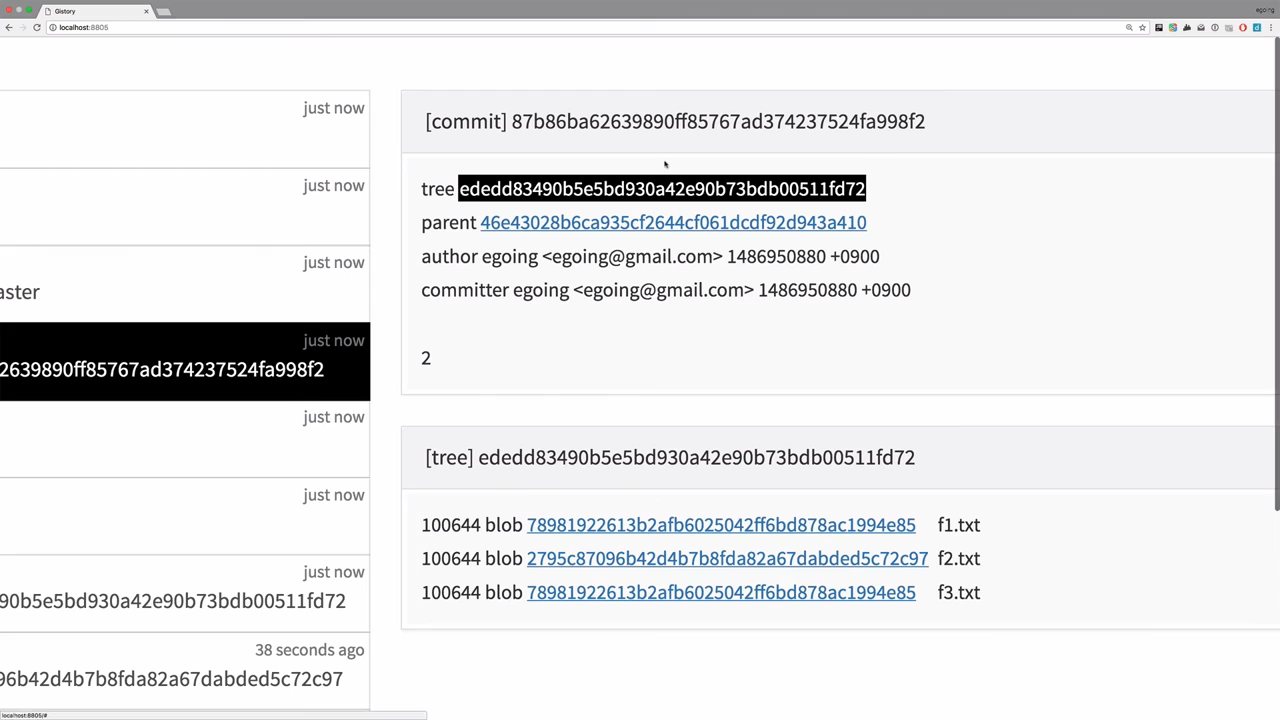 Gistory
egoing
localhost:8805
just now
just now
just now
aster
just now
2639890ff85767ad374237524fa998f2
just now
just now
just now
90b5e5bd930a42e90b73bdb00511fd72
38 seconds ago
96b42d4b7b8fda82a67dabded5c72c97
[commit] 87b86ba62639890ff85767ad374237524fa998f2
tree ededd83490b5e5bd930a42e90b73bdb00511fd72
parent 46e43028b6ca935cf2644cf061dcdf92d943a410
author egoing <egoing@gmail.com> 1486950880 +0900
committer egoing <egoing@gmail.com> 1486950880 +0900
2
[tree] ededd83490b5e5bd930a42e90b73bdb00511fd72
100644 blob 78981922613b2afb6025042ff6bd878ac1994e85 f1.txt
100644 blob 2795c87096b42d4b7b8fda82a67dabded5c72c97 f2.txt
100644 blob 78981922613b2afb6025042ff6bd878ac1994e85 f3.txt
localhost:8805/#